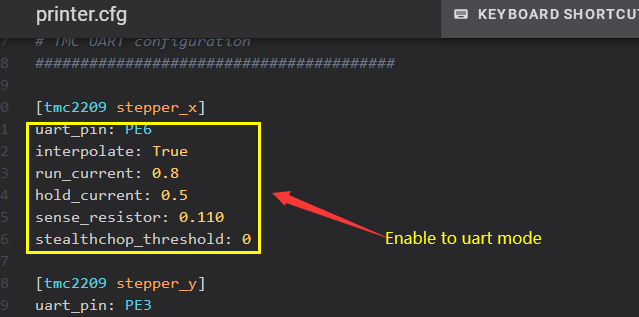 printer.cfg
KEYBOARD SHORTCUT
7 # TMC UART configuration
8 ########################################
9
0 [tmc2209 stepper_x]
1 uart_pin: PE6
2 interpolate: True
3 run_current: 0.8
4 hold_current: 0.5
5 sense_resistor: 0.110
6 stealthchop_threshold: 0
7
Enable to uart mode
8 [tmc2209 stepper_y]
9 uart_pin: PE3